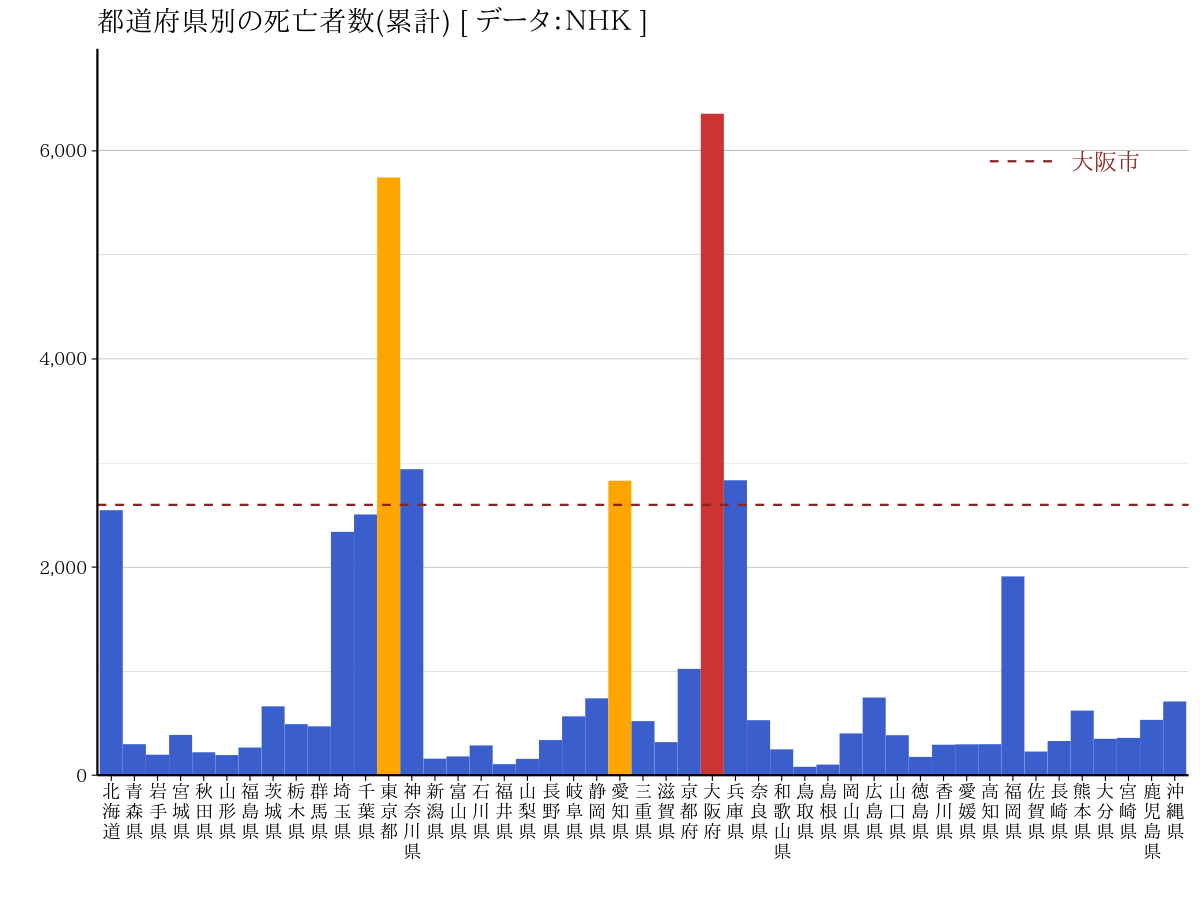 都道府県別の死亡者数(累計) [ データ:NHK ]
6,000
大阪市
4,000
2,000
0
北海道
青森県
岩手県
宮城県
秋田県
山形県
福島県
茨城県
栃木県
群馬県
埼玉県
千葉県
東京都
神奈川県
新潟県
富山県
石川県
福井県
山梨県
長野県
岐阜県
静岡県
愛知県
三重県
滋賀県
京都府
大阪府
兵庫県
奈良県
和歌山県
鳥取県
島根県
岡山県
広島県
山口県
徳島県
香川県
愛媛県
高知県
福岡県
佐賀県
長崎県
熊本県
大分県
宮崎県
鹿児島県
沖縄県